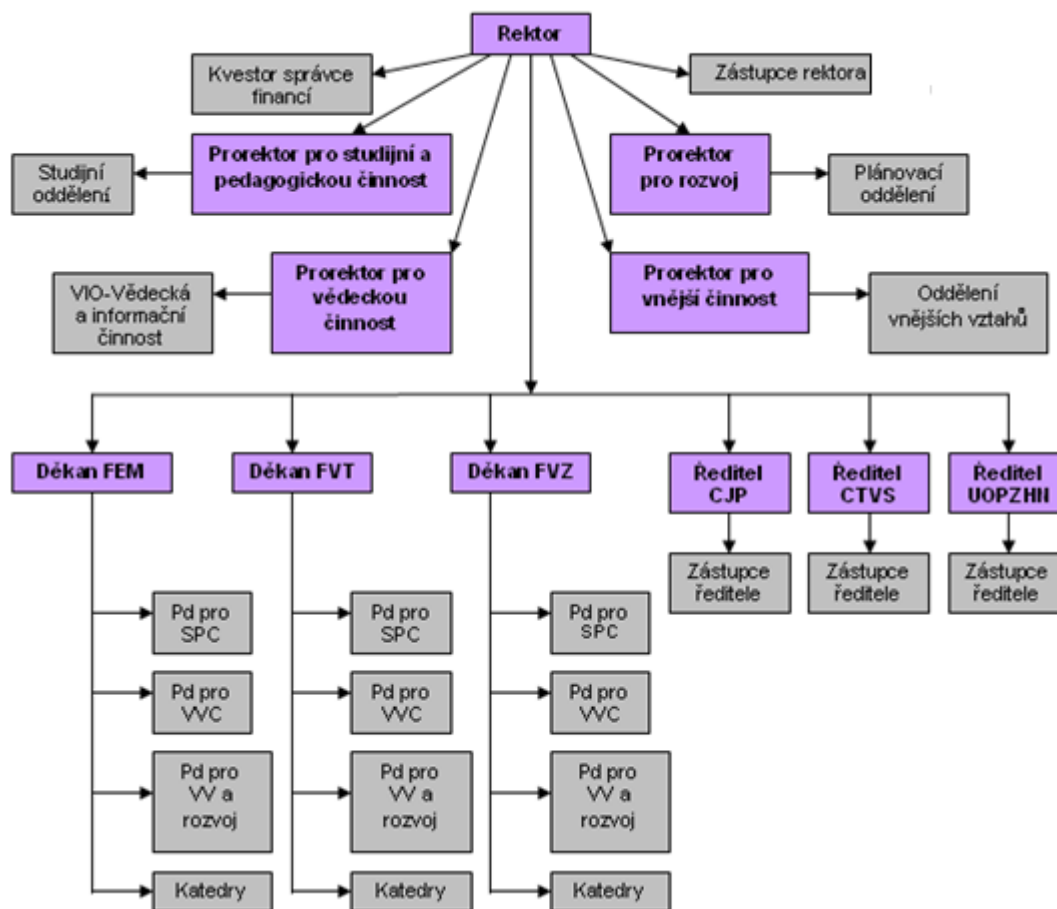 Rektor
Kvestor správce
financí
Zástupce rektora
Prorektor pro studijní a
pedagogickou činnost
Prorektor
pro rozvoj
Studijní
oddělení
Plánovací
oddělení
Prorektor pro
vědeckou
činnost
Prorektor pro
vnější činnost
VIO-Vědecká
a informační
činnost
Oddělení
vnějších vztahů
Děkan FEM
Děkan FVT
Děkan FVZ
Ředitel
CJP
Ředitel
CTVS
Ředitel
UOPZHN
Zástupce
ředitele
Zástupce
ředitele
Zástupce
ředitele
Pd pro
SPC
Pd pro
SPC
Pd pro
SPC
Pd pro
VVC
Pd pro
VVC
Pd pro
VVC
Pd pro
VV a
rozvoj
Pd pro
VV a
rozvoj
Pd pro
VV a
rozvoj
Katedry
Katedry
Katedry